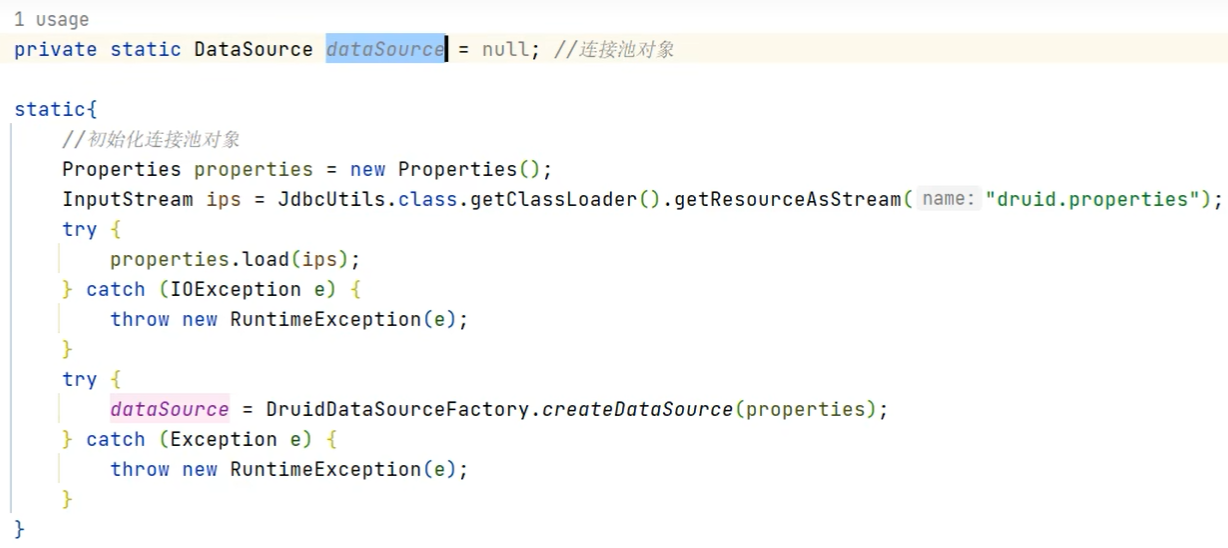 1 usage
private static DataSource dataSource = null; //连接池对象
static{
//初始化连接池对象
Properties properties = new Properties();
InputStream ips = JdbcUtils.class.getClassLoader().getResourceAsStream( name: "druid.properties");
try {
properties.load(ips);
} catch (IOException e) {
throw new RuntimeException(e);
}
try {
dataSource = DruidDataSourceFactory.createDataSource(properties);
} catch (Exception e) {
throw new RuntimeException(e);
}
}